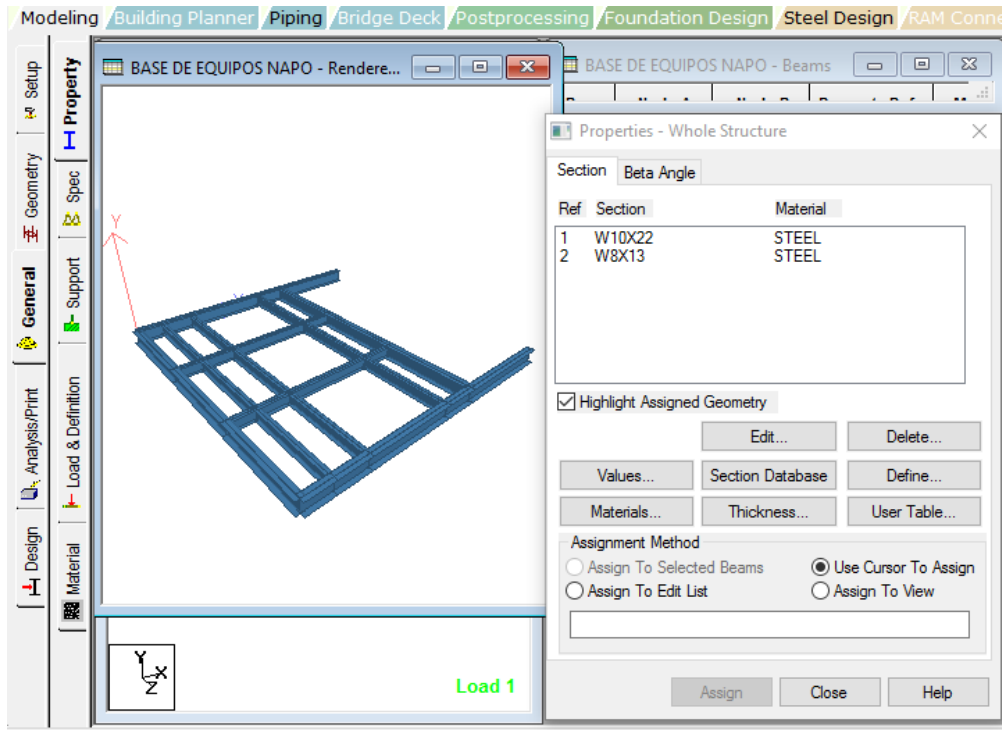 Modeling Building Planner Piping Bridge Deck Postprocessing Foundation Design Steel Design RAM Conne
Setup
Geometry
General
Analysis/Print
Design
Property
Spec
Support
Load & Definition
Material
BASE DE EQUIPOS NAPO - Rendere...
Y
X
Y
X
Z
Load 1
BASE DE EQUIPOS NAPO - Beams
Properties - Whole Structure
Section Beta Angle
Ref Section Material
1 W10X22 STEEL
2 W8X13 STEEL
Highlight Assigned Geometry
Edit... Delete...
Values... Section Database Define...
Materials... Thickness... User Table...
Assignment Method
Assign To Selected Beams Use Cursor To Assign
Assign To Edit List Assign To View
Assign Close Help